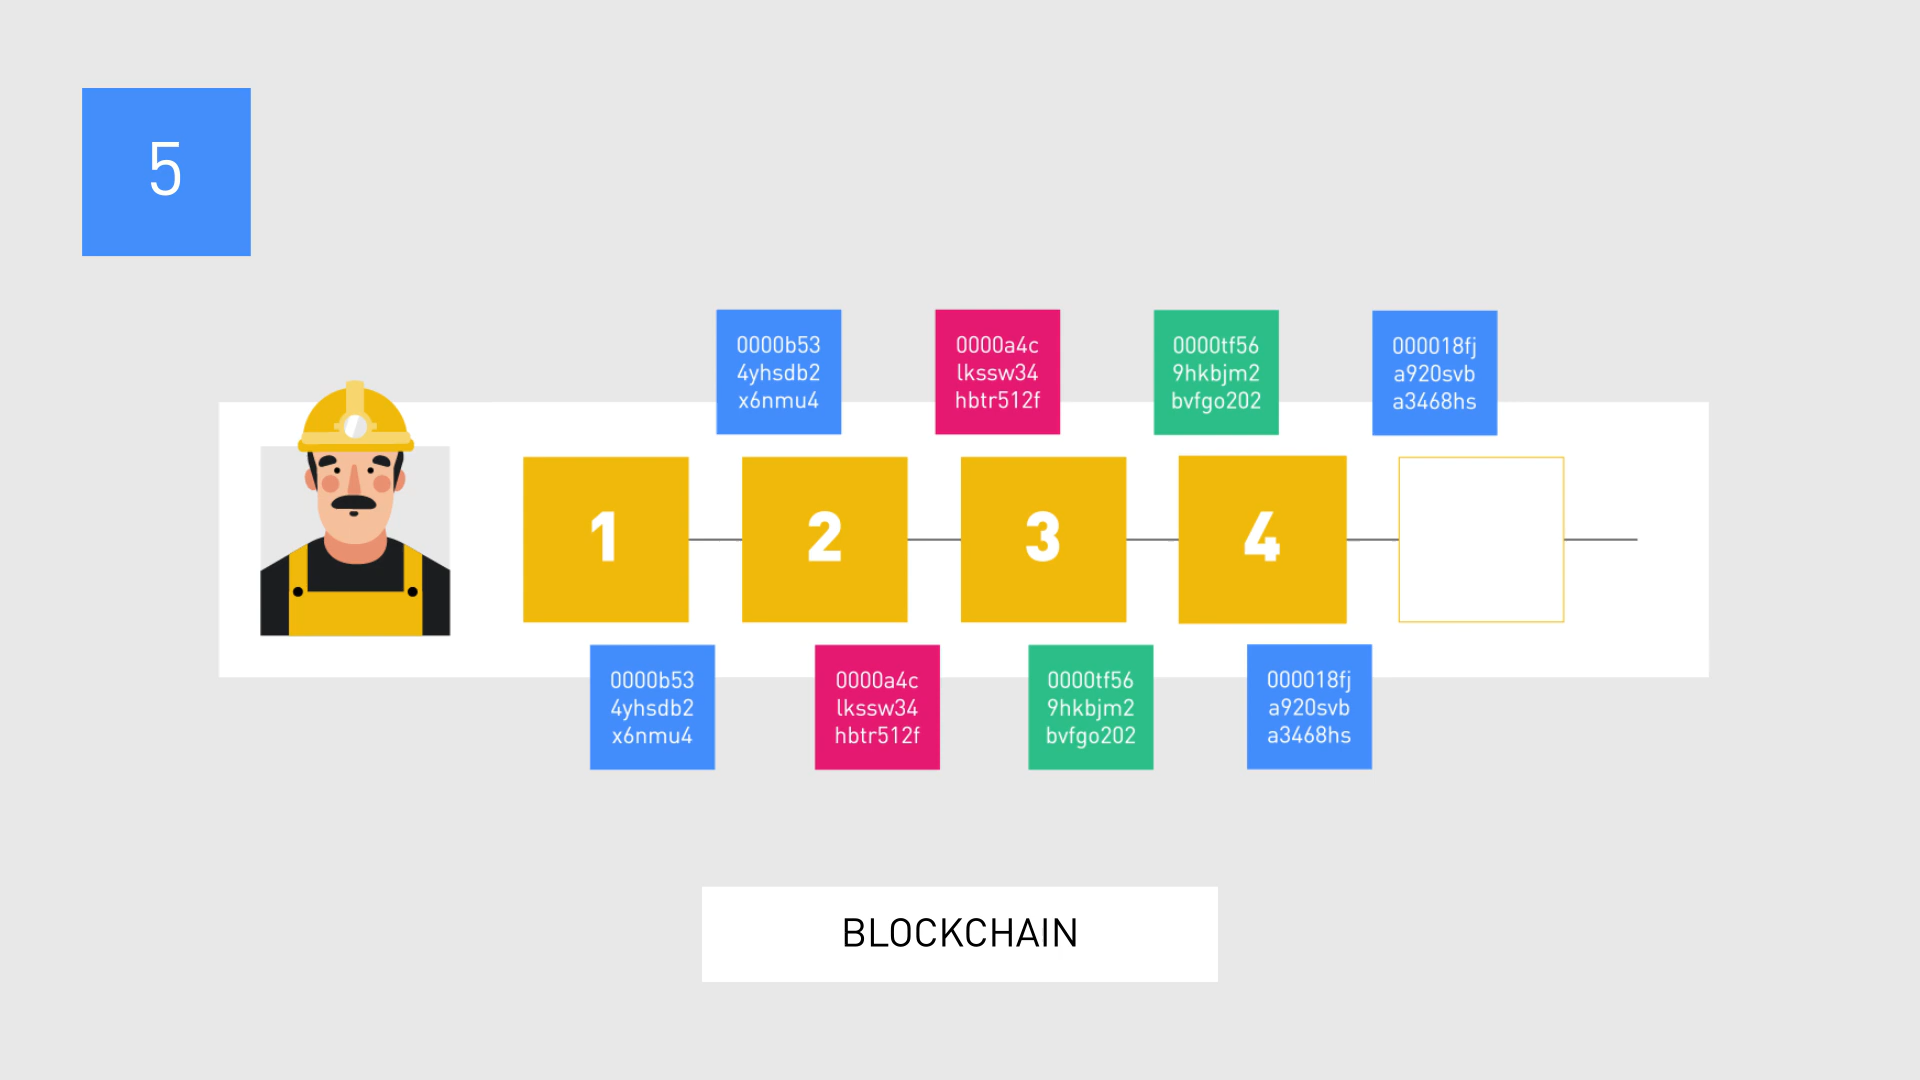 5
0000b53
4yhsdb2
x6nmu4
0000a4c
lkssw34
hbtr512f
0000tf56
9hkbjm2
bvfgo202
000018fj
a920svb
a3468hs
1
2
3
4
0000b53
4yhsdb2
x6nmu4
0000a4c
lkssw34
hbtr512f
0000tf56
9hkbjm2
bvfgo202
000018fj
a920svb
a3468hs
BLOCKCHAIN